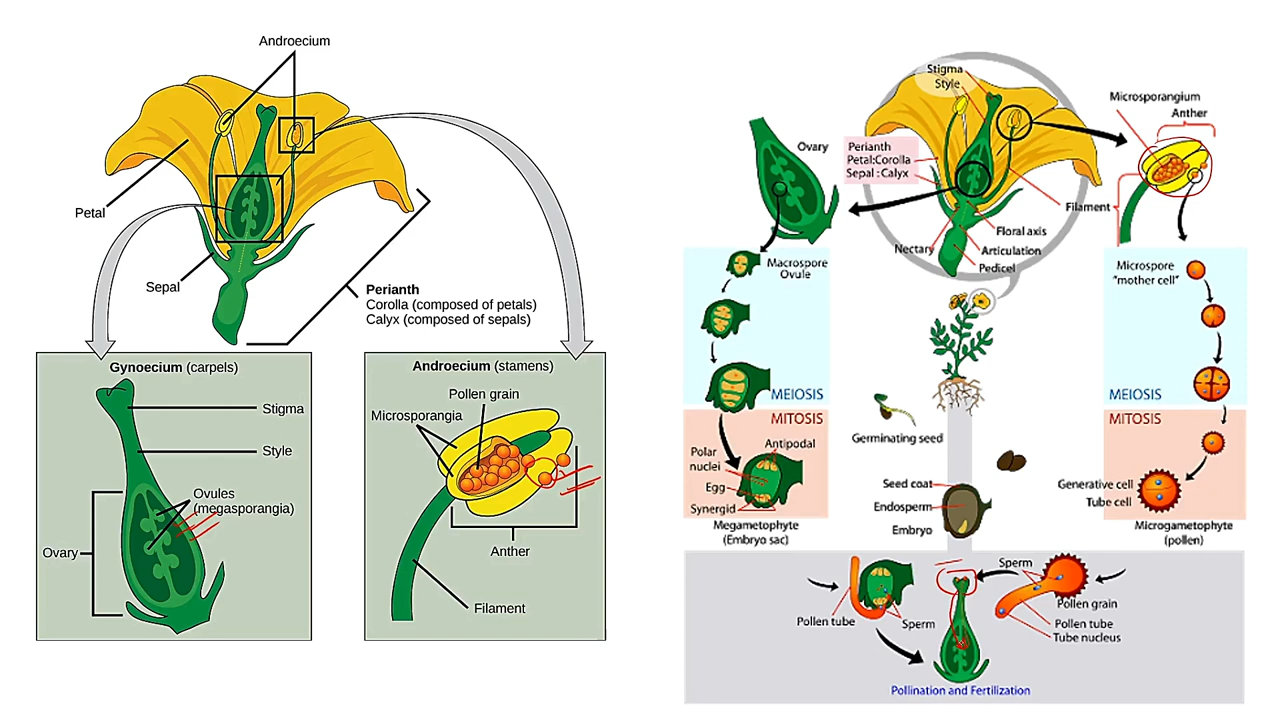 Androecium
Petal
Sepal
Perianth
Corolla (composed of petals)
Calyx (composed of sepals)
Gynoecium (carpels)
Stigma
Style
Ovules
(megasporangia)
Ovary
Androecium (stamens)
Pollen grain
Microsporangia
Anther
Filament
Stigma
Style
Microsporangium
Anther
Ovary
Perianth
Petal:Corolla
Sepal : Calyx
Filament
Floral axis
Nectary
Articulation
Pedicel
Macrospore
Ovule
Microspore
"mother cell"
MEIOSIS
MEIOSIS
MITOSIS
MITOSIS
Germinating seed
Polar
nuclei
Antipodal
Egg
Synergid
Megametophyte
(Embryo sac)
Seed coat
Endosperm
Embryo
Generative cell
Tube cell
Microgametophyte
(pollen)
Sperm
Pollen grain
Pollen tube
Tube nucleus
Pollen tube
Sperm
Pollination and Fertilization